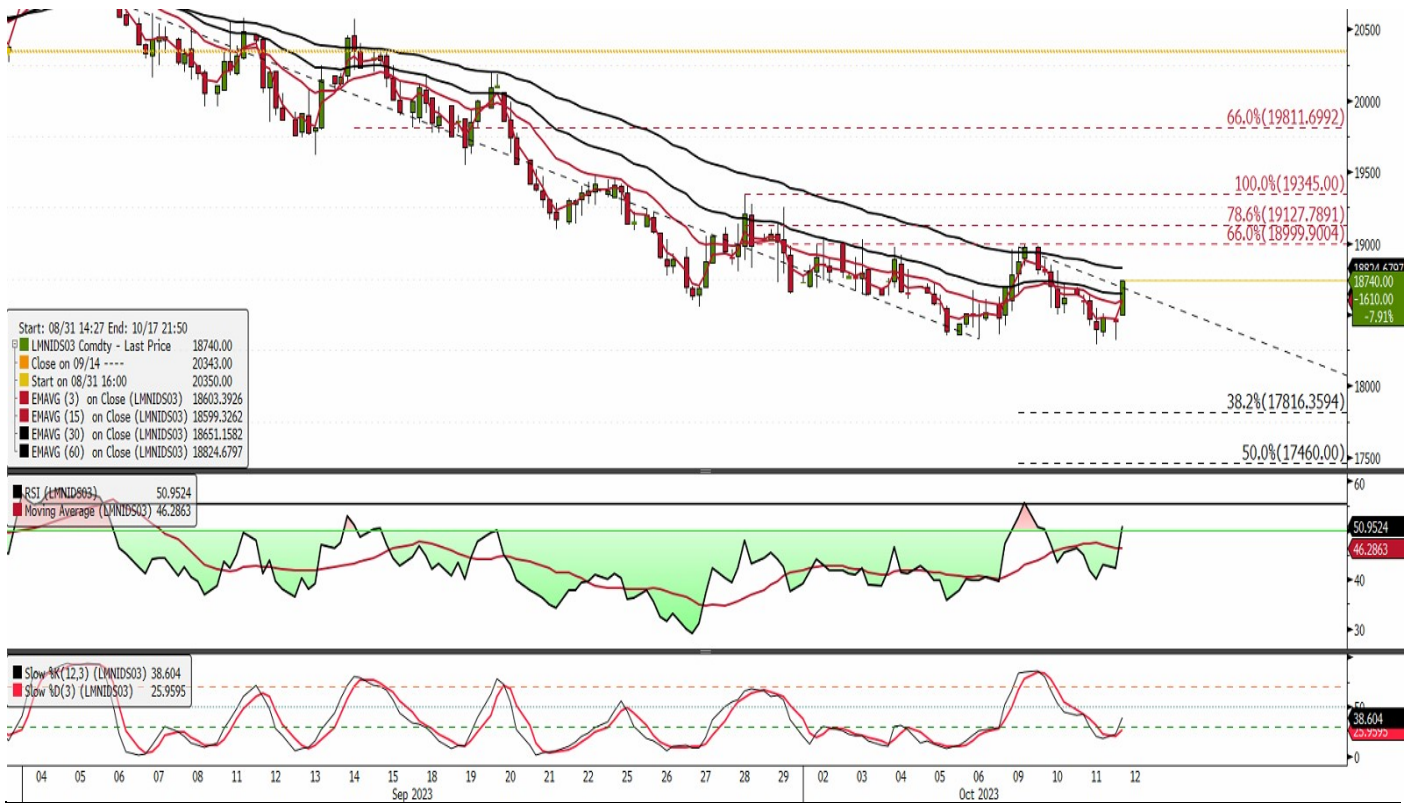 20500
20000
66.0%(19811.6992)
19500
100.0%(19345.00)
78.6%(19127.7891)
66.0%(18999.9004)
19000
18824.6797
18740.00
-1610.00
-7.91%
18000
38.2%(17816.3594)
50.0%(17460.00)
17500
Start: 08/31 14:27 End: 10/17 21:50
LMNIDS03 Comdty - Last Price 18740.00
Close on 09/14 ---- 20343.00
Start on 08/31 16:00 20350.00
EMAVG (3) on Close (LMNIDS03) 18603.3926
EMAVG (15) on Close (LMNIDS03) 18599.3262
EMAVG (30) on Close (LMNIDS03) 18651.1582
EMAVG (60) on Close (LMNIDS03) 18824.6797
RSI (LMNIDS03) 50.9524
Moving Average (LMNIDS03) 46.2863
60
50.9524
46.2863
40
30
Slow %K(12,3) (LMNIDS03) 38.604
Slow %D(3) (LMNIDS03) 25.9595
50
38.604
25.9595
0
04 05 06 07 08 11 12 13 14 15 18 19 20 21 22 25 26 27 28 29 02 03 04 05 06 09 10 11 12
Sep 2023 Oct 2023